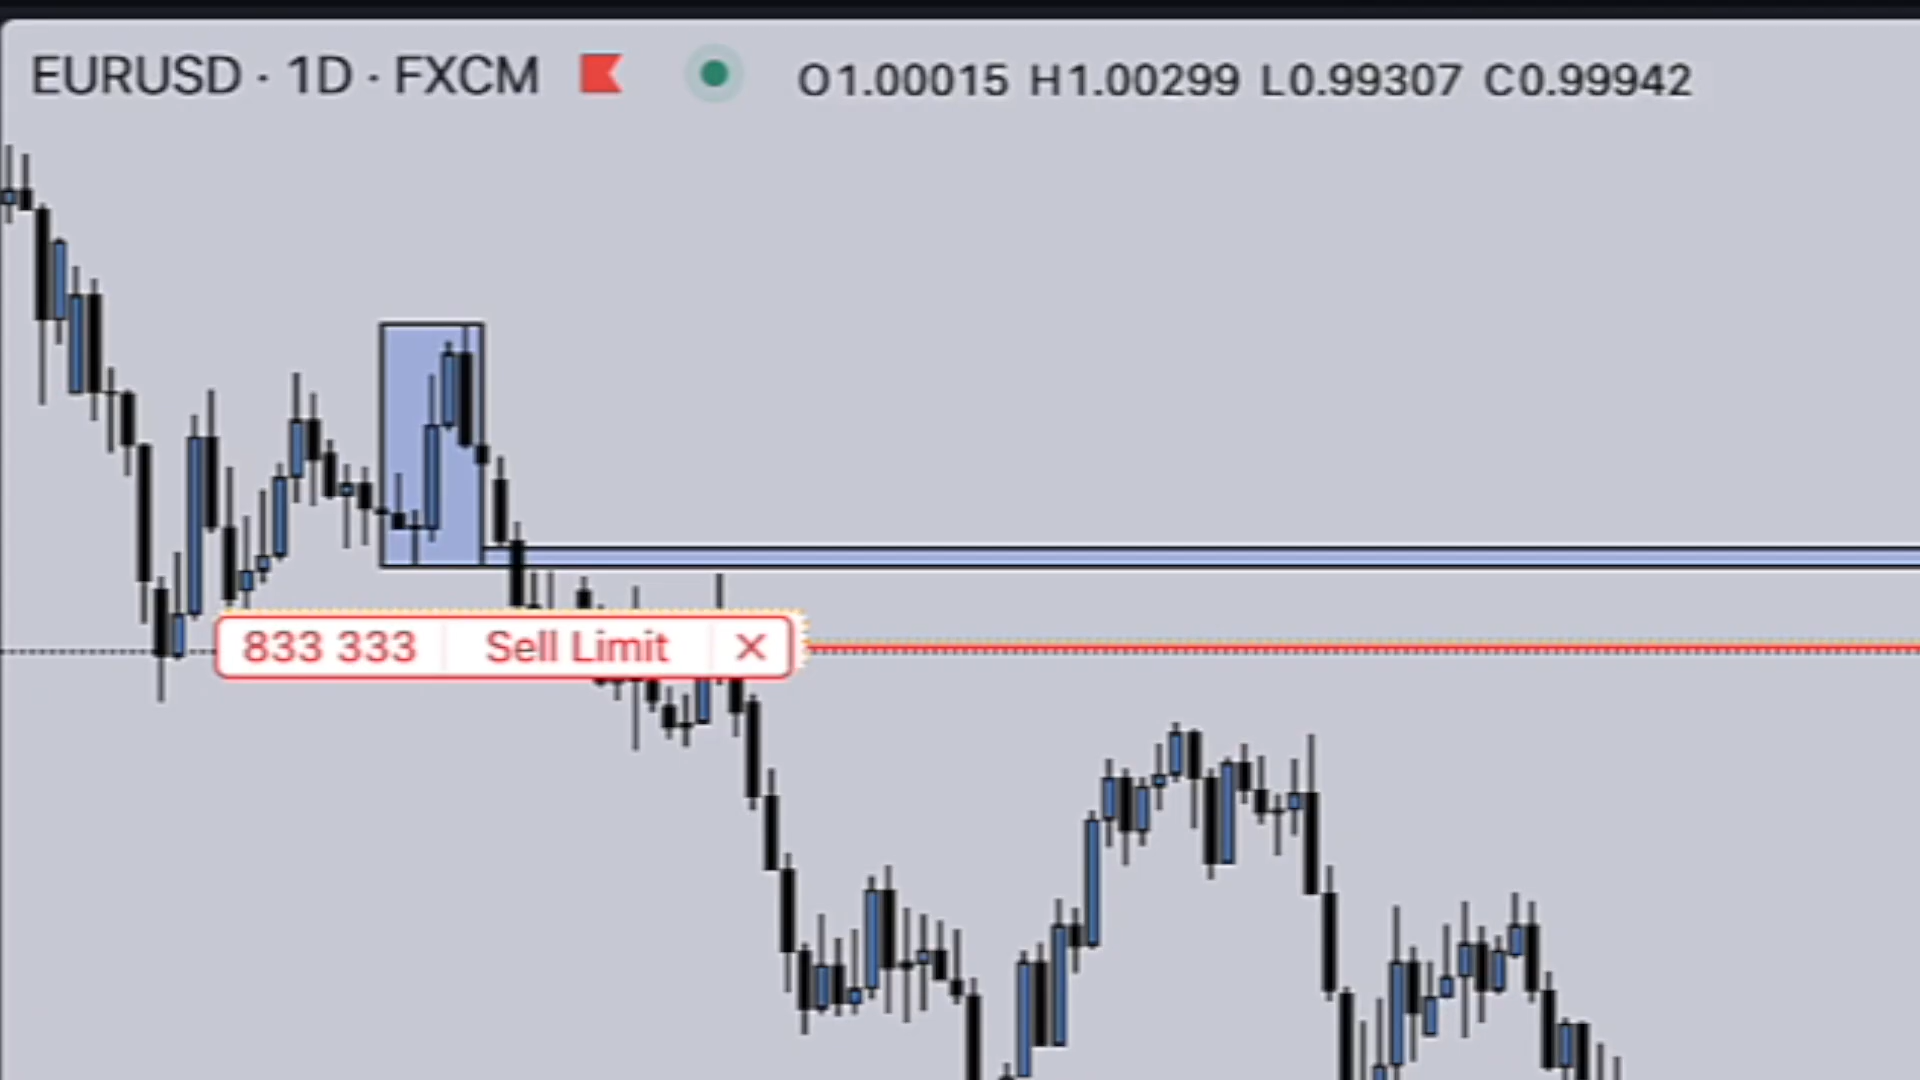 EURUSD · 1D · FXCM O1.00015 H1.00299 L0.99307 C0.99942
833 333 Sell Limit ×